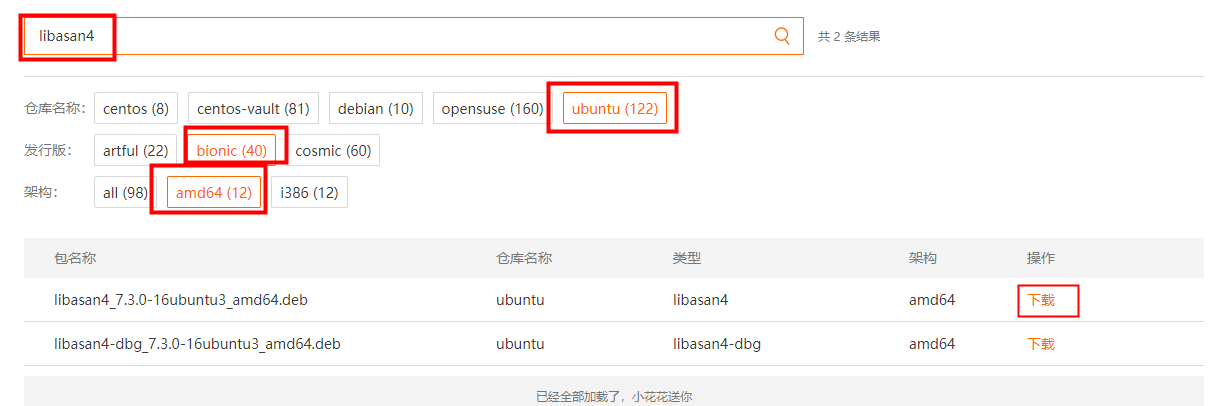 libasan4 共 2 条结果
仓库名称: centos (8) centos-vault (81) debian (10) opensuse (160) ubuntu (122)
发行版: artful (22) bionic (40) cosmic (60)
架构: all (98) amd64 (12) i386 (12)
包名称 仓库名称 类型 架构 操作
libasan4_7.3.0-16ubuntu3_amd64.deb ubuntu libasan4 amd64 下载
libasan4-dbg_7.3.0-16ubuntu3_amd64.deb ubuntu libasan4-dbg amd64 下载
已经全部加载了，小花花送你